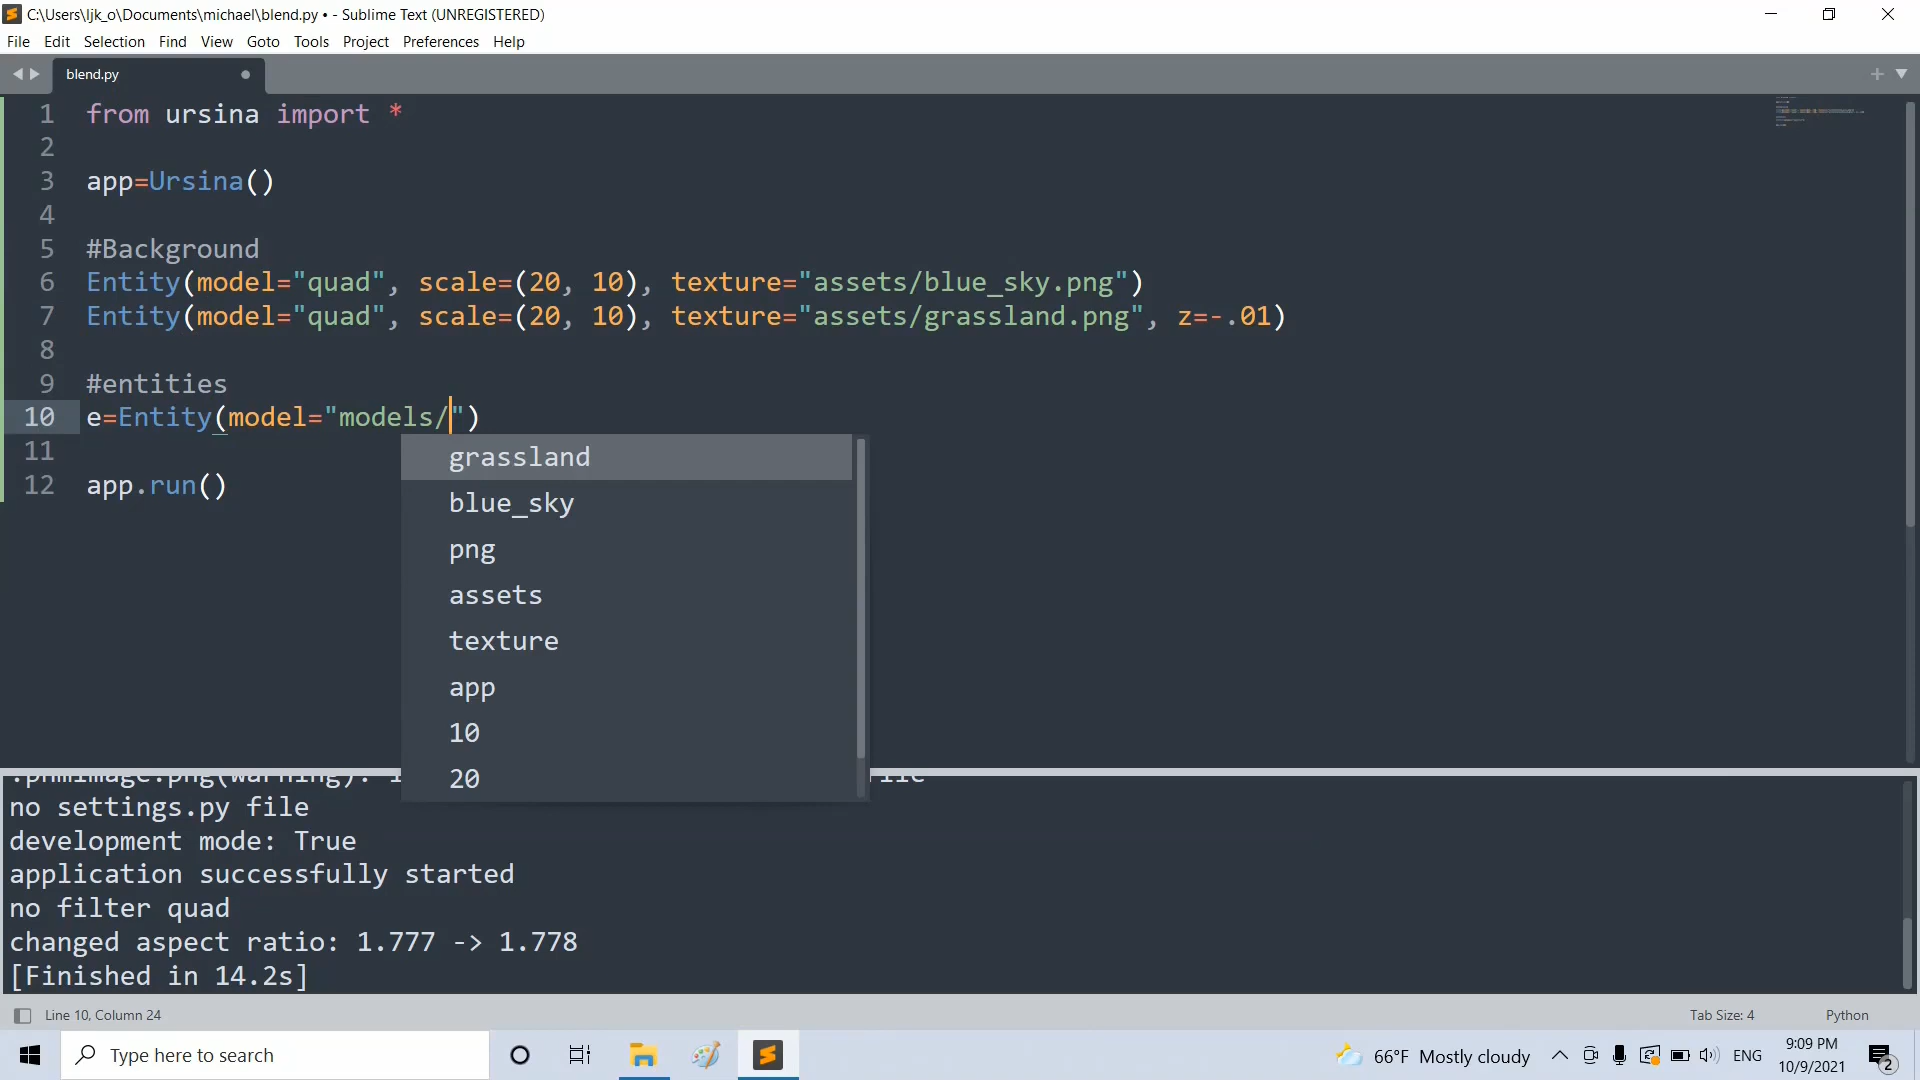 C:\Users\ljk_o\Documents\michael\blend.py • - Sublime Text (UNREGISTERED)
File Edit Selection Find View Goto Tools Project Preferences Help
blend.py
1 from ursina import *
2
3 app=Ursina()
4
5 #Background
6 Entity(model="quad", scale=(20, 10), texture="assets/blue_sky.png")
7 Entity(model="quad", scale=(20, 10), texture="assets/grassland.png", z=-.01)
8
9 #entities
10 e=Entity(model="models/")
11
12 app.run()
grassland
blue_sky
png
assets
texture
app
10
20
no settings.py file
development mode: True
application successfully started
no filter quad
changed aspect ratio: 1.777 -> 1.778
[Finished in 14.2s]
Line 10, Column 24
Tab Size: 4
Python
Type here to search
66°F Mostly cloudy
ENG
9:09 PM
10/9/2021
2